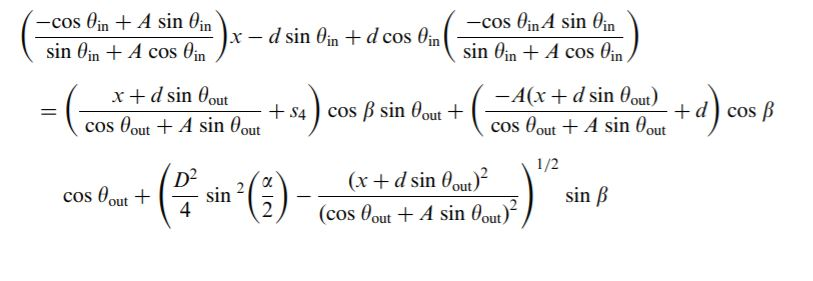 (−cos θin + A sin θin / sin θin + A cos θin)x − d sin θin + d cos θin(−cos θinA sin θin / sin θin + A cos θin)
= (x + d sin θout / cos θout + A sin θout + s4) cos β sin θout + (−A(x + d sin θout) / cos θout + A sin θout + d) cos β
cos θout + (D² / 4 sin ²(α / 2) − (x + d sin θout)² / (cos θout + A sin θout)²)^1/2 sin β